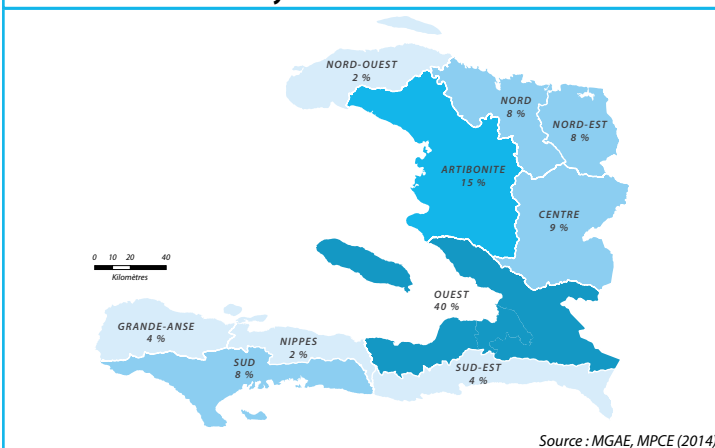 NORD-OUEST
2 %
NORD
8 %
NORD-EST
8 %
ARTIBONITE
15 %
CENTRE
9 %
0 10 20 40
Kilomètres
OUEST
40 %
GRANDE-ANSE
4 %
NIPPES
2 %
SUD
8 %
SUD-EST
4 %
Source : MGAE, MPCE (2014)